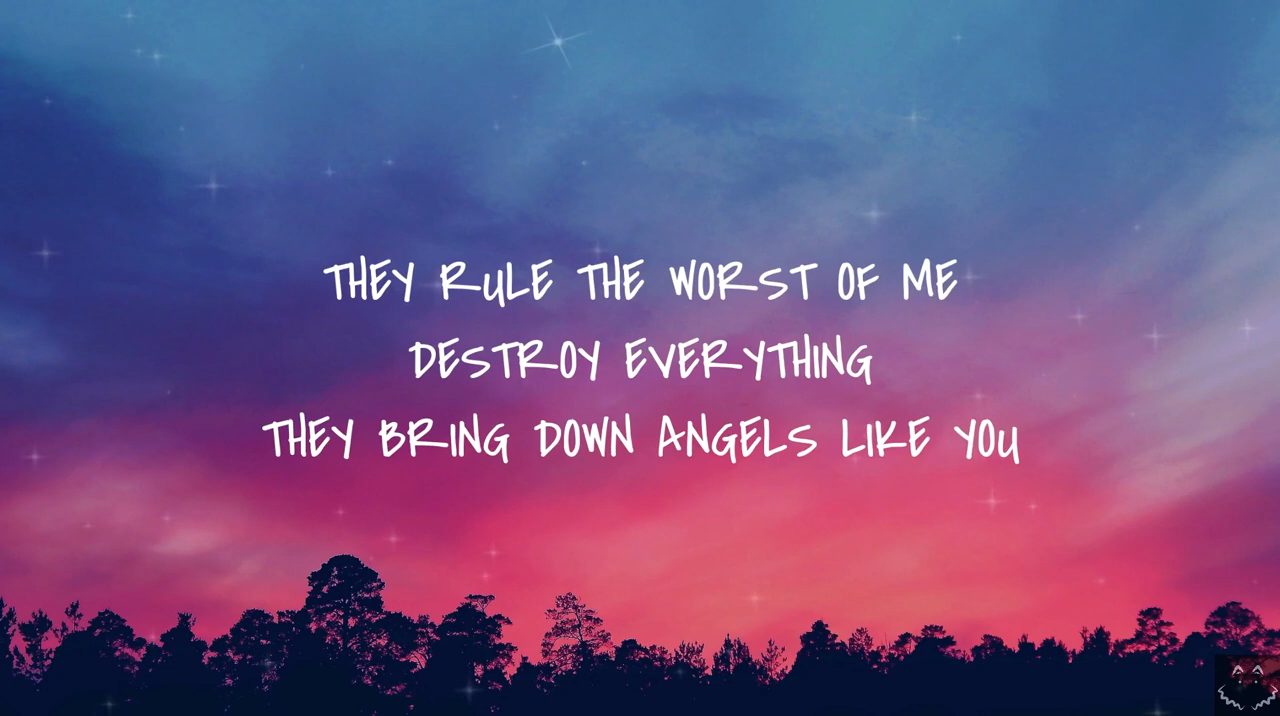 THEY RULE THE WORST OF ME
DESTROY EVERYTHING
THEY BRING DOWN ANGELS LIKE YOU